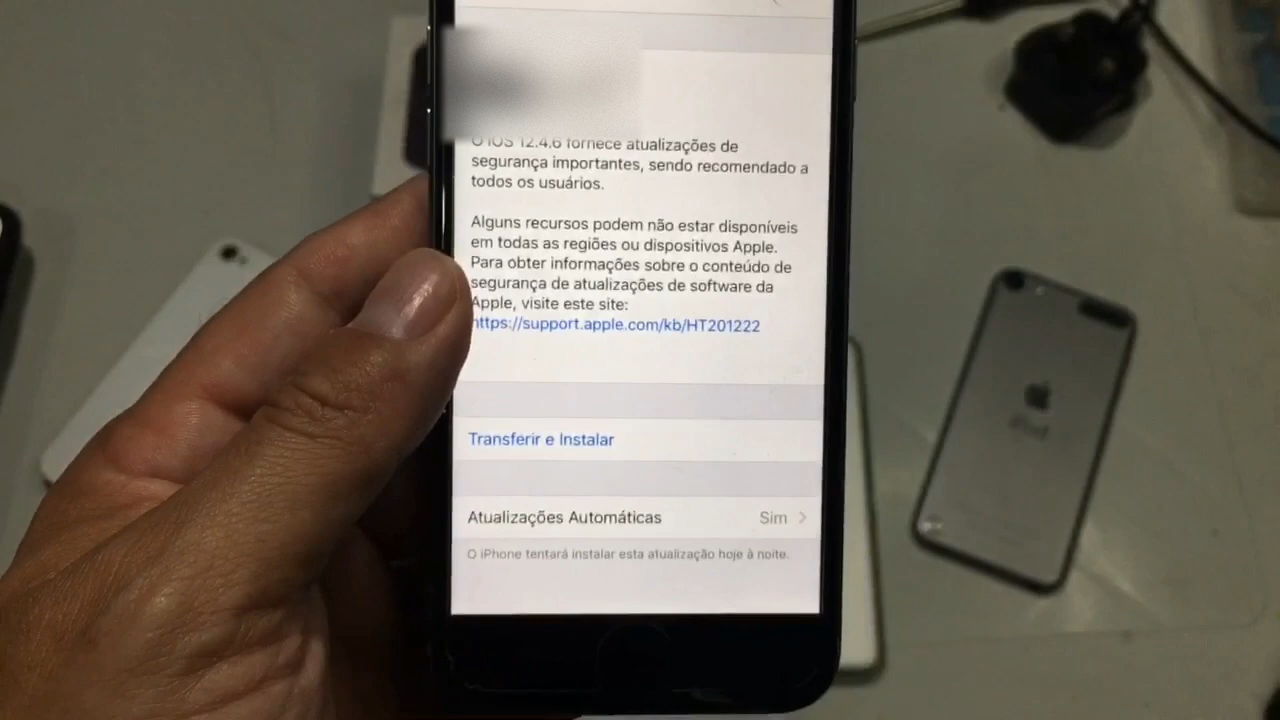 O iOS 12.4.6 fornece atualizações de
segurança importantes, sendo recomendado a
todos os usuários.
Alguns recursos podem não estar disponíveis
em todas as regiões ou dispositivos Apple.
Para obter informações sobre o conteúdo de
segurança de atualizações de software da
Apple, visite este site:
https://support.apple.com/kb/HT201222
Transferir e Instalar
Atualizações Automáticas Sim
O iPhone tentará instalar esta atualização hoje à noite.
iPod